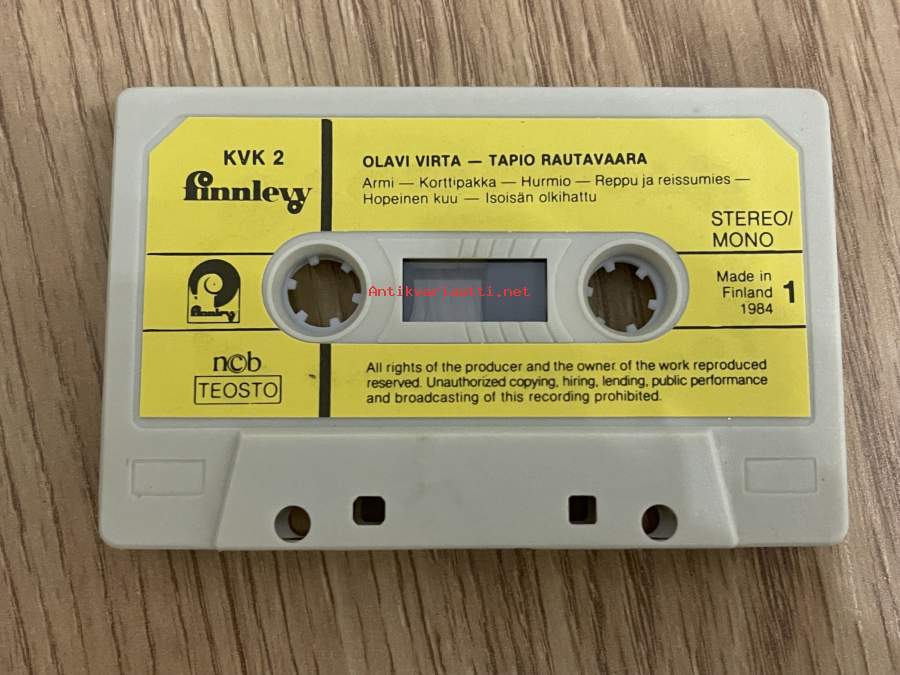 KVK 2
finnlevy
OLAVI VIRTA — TAPIO RAUTAVAARA
Armi — Korttipakka — Hurmio — Reppu ja reissumies —
Hopeinen kuu — Isoisän olkihattu
STEREO/
MONO
Antikvariaatti.net
finnlevy
Made in
Finland
1984
1
ncb
TEOSTO
All rights of the producer and the owner of the work reproduced
reserved. Unauthorized copying, hiring, lending, public performance
and broadcasting of this recording prohibited.